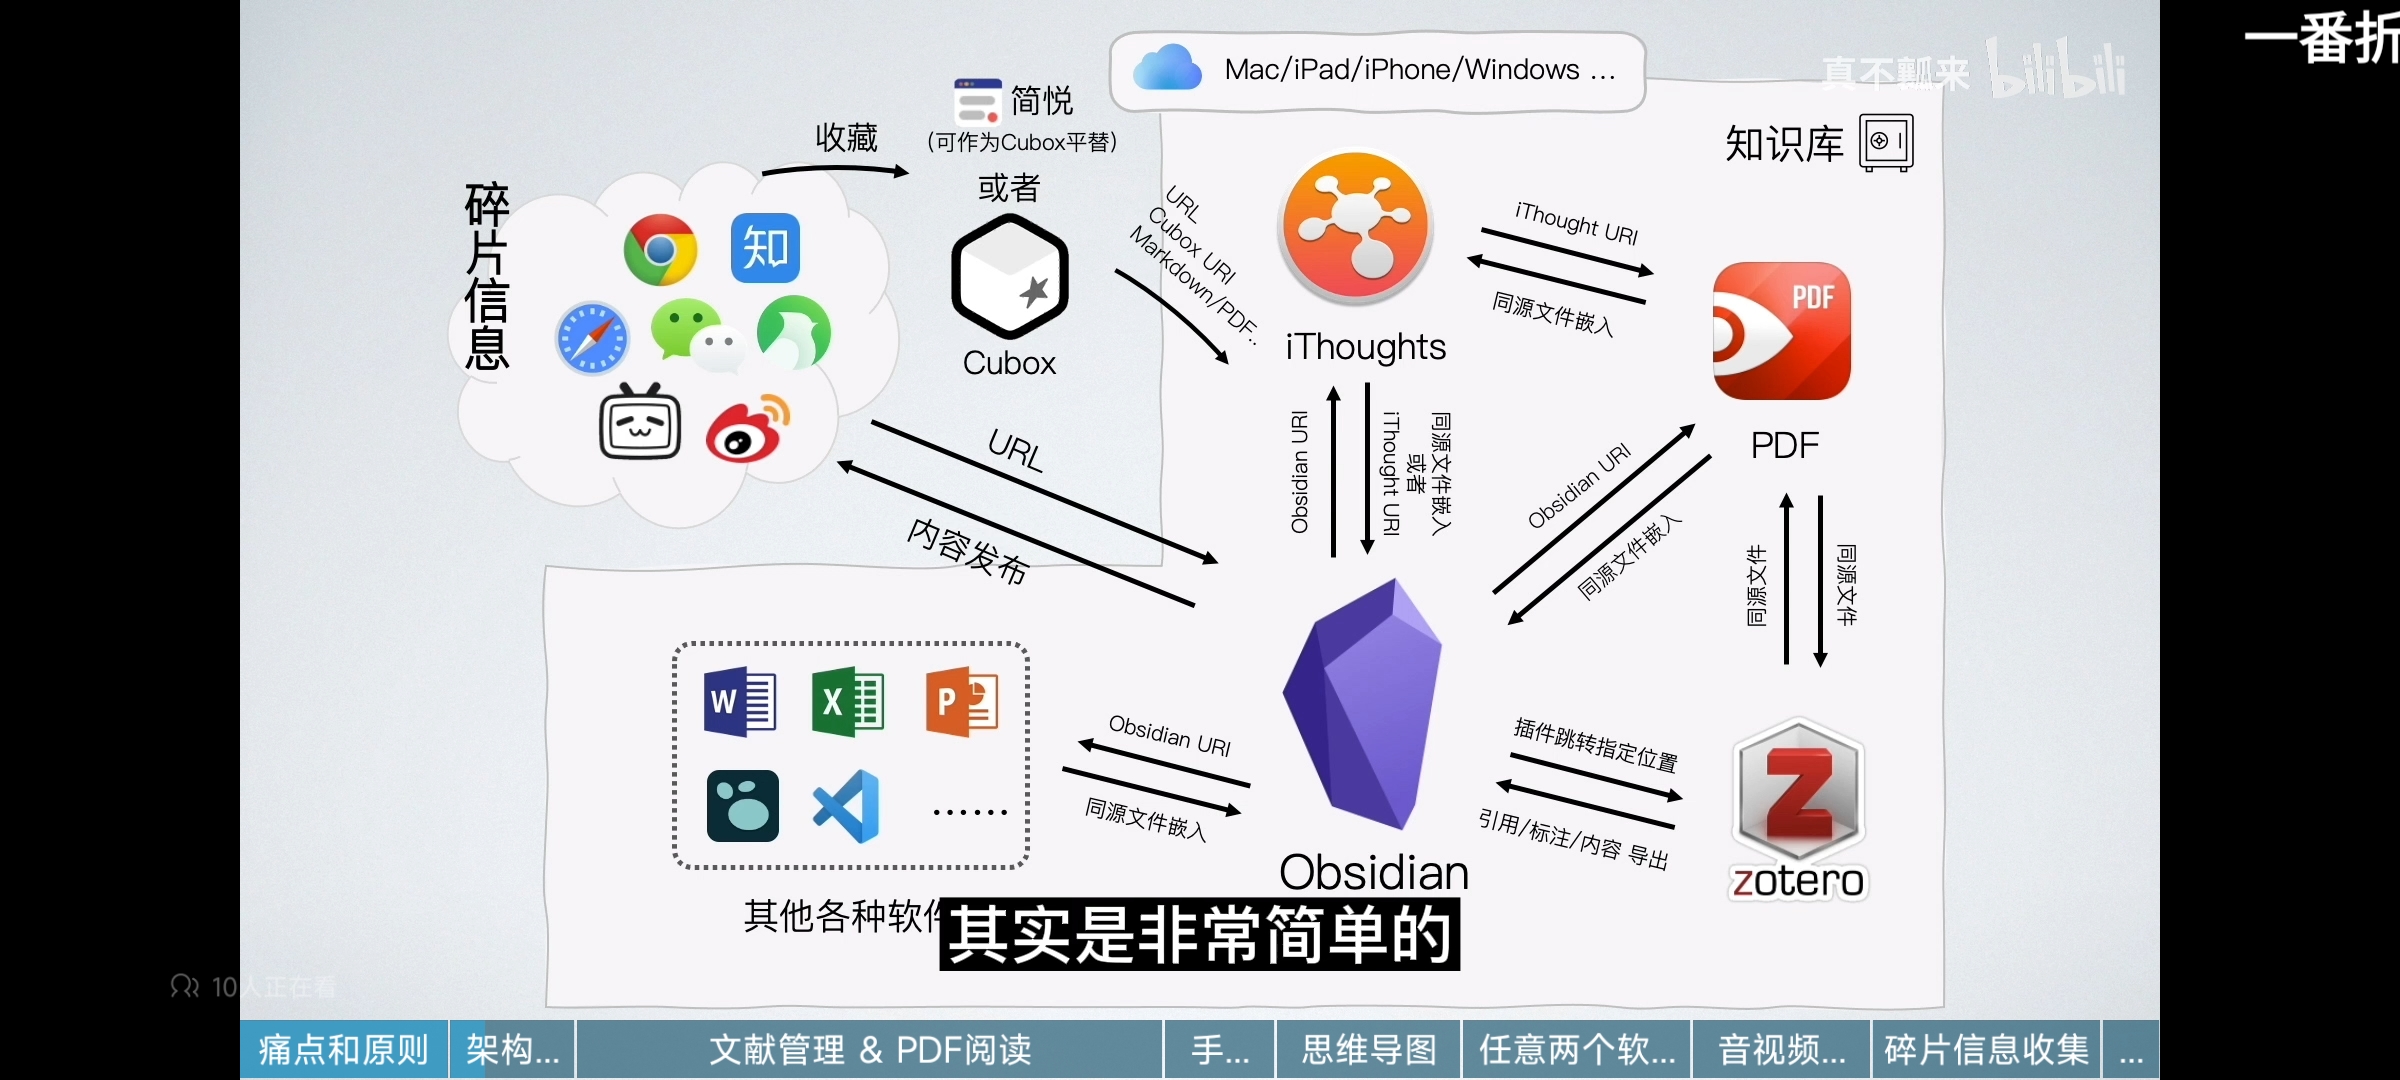 一番折
Mac/iPad/iPhone/Windows ...
真不瓤来 bilibili
知识库
简悦
(可作为Cubox平替)
收藏
或者
碎片信息
知
Cubox
URL
Cubox URI
Markdown/PDF..
iThoughts
iThought URI
同源文件嵌入
PDF
PDF
URL
内容发布
Obsidian URI
iThought URI
或者
同源文件嵌入
Obsidian URI
同源文件嵌入
同源文件
同源文件
W
X
P
......
其他各种软件
Obsidian URI
同源文件嵌入
Obsidian
插件跳转指定位置
引用/标注/内容 导出
Z
zotero
其实是非常简单的
10人正在看
痛点和原则
架构...
文献管理 & PDF阅读
手...
思维导图
任意两个软...
音视频...
碎片信息收集
...